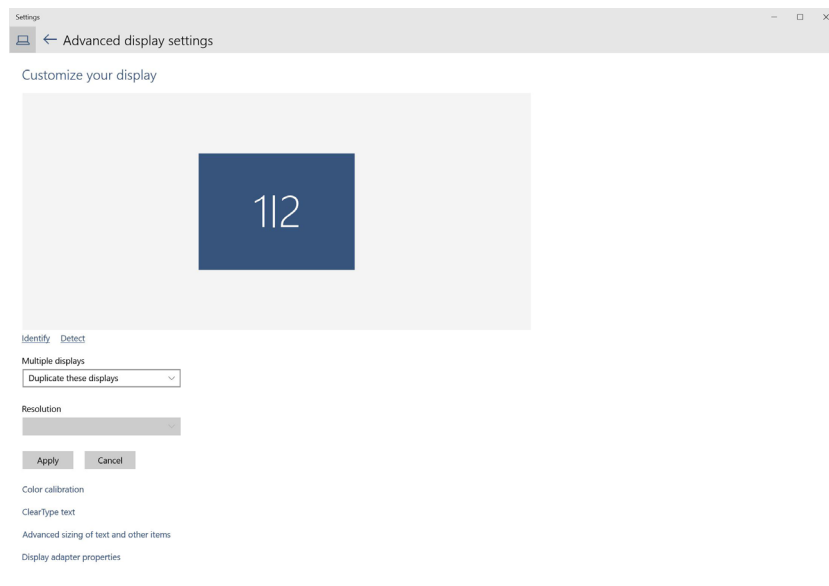 Settings
Advanced display settings
Customize your display
1|2
Identify Detect
Multiple displays
Duplicate these displays
Resolution
Apply Cancel
Color calibration
ClearType text
Advanced sizing of text and other items
Display adapter properties